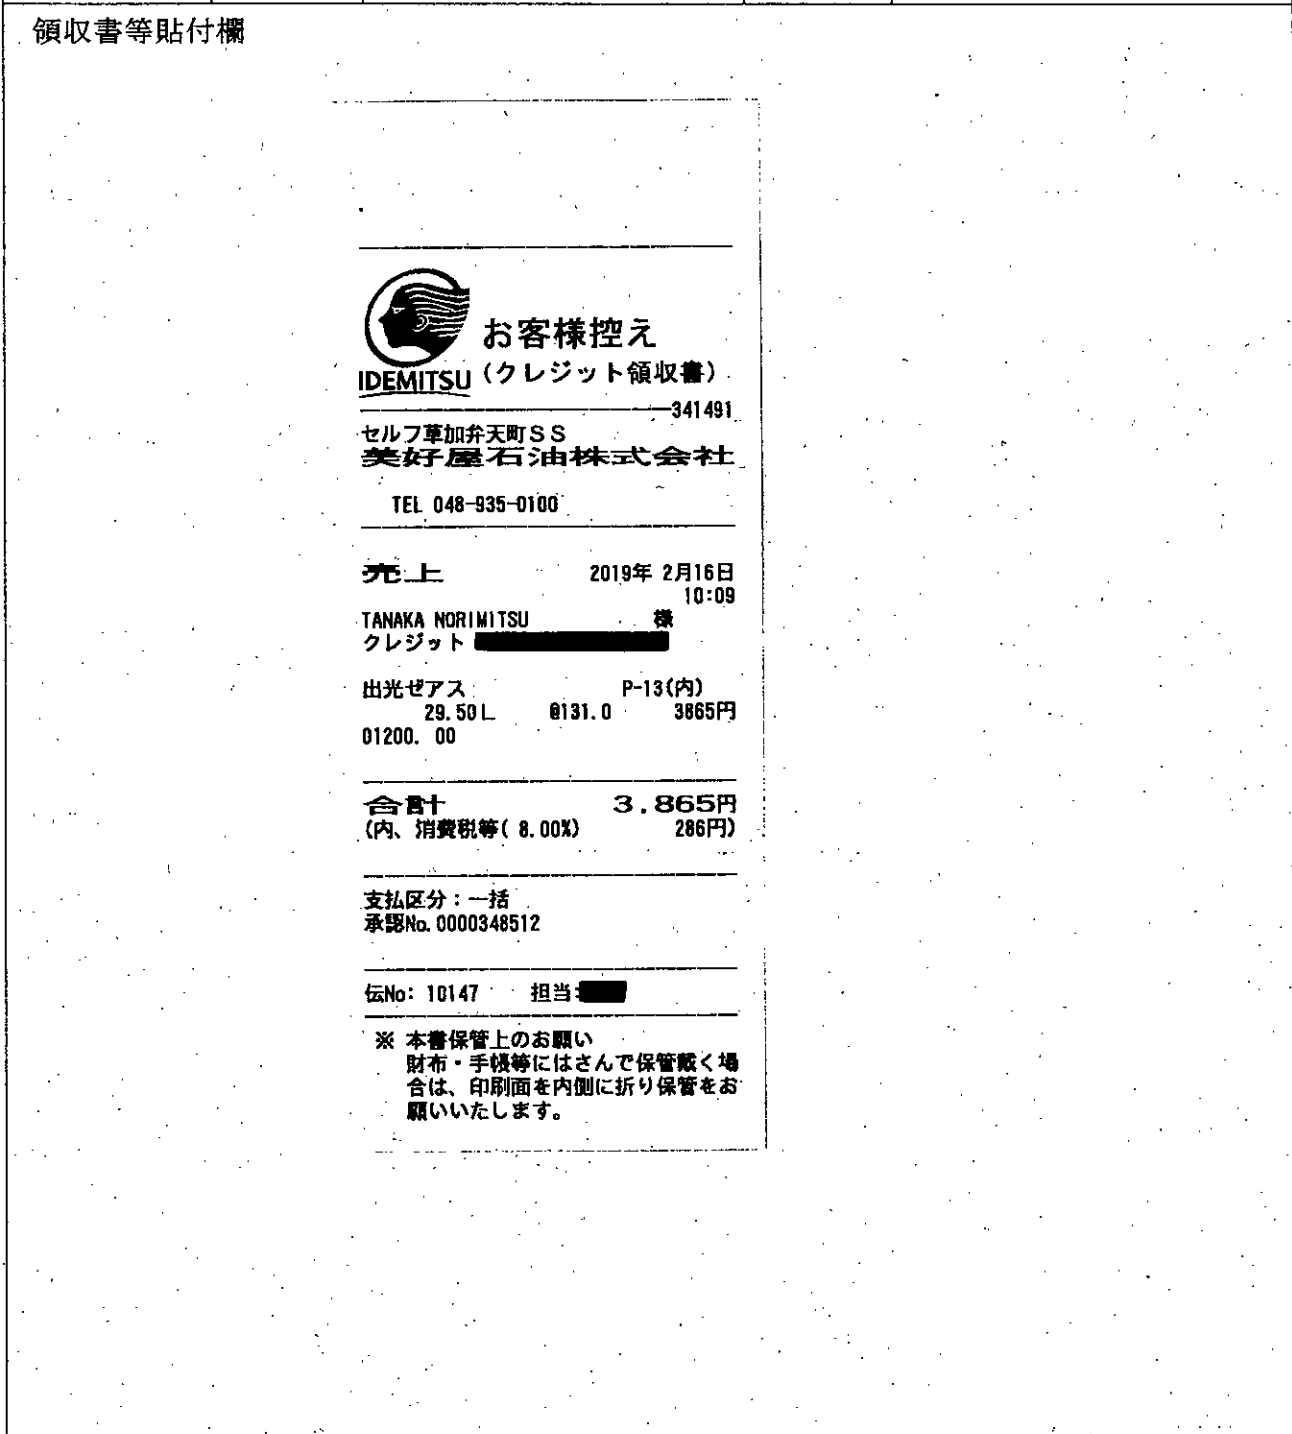 領収書等貼付欄
お客様控え
IDEMITSU (クレジット領収書)
341491
セルフ草加弁天町SS
美好屋石油株式会社
TEL 048-935-0100
売上 2019年 2月16日
10:09
TANAKA NORIMITSU 様
クレジット
出光ゼアス P-13(内)
29.50L @131.0 3865円
01200. 00
合計 3,865円
(内、消費税等( 8.00%) 286円)
支払区分:一括
承認No.0000348512
伝No: 10147 担当:
※ 本書保管上のお願い
財布・手帳等にはさんで保管戴く場
合は、印刷面を内側に折り保管をお
願いいたします。